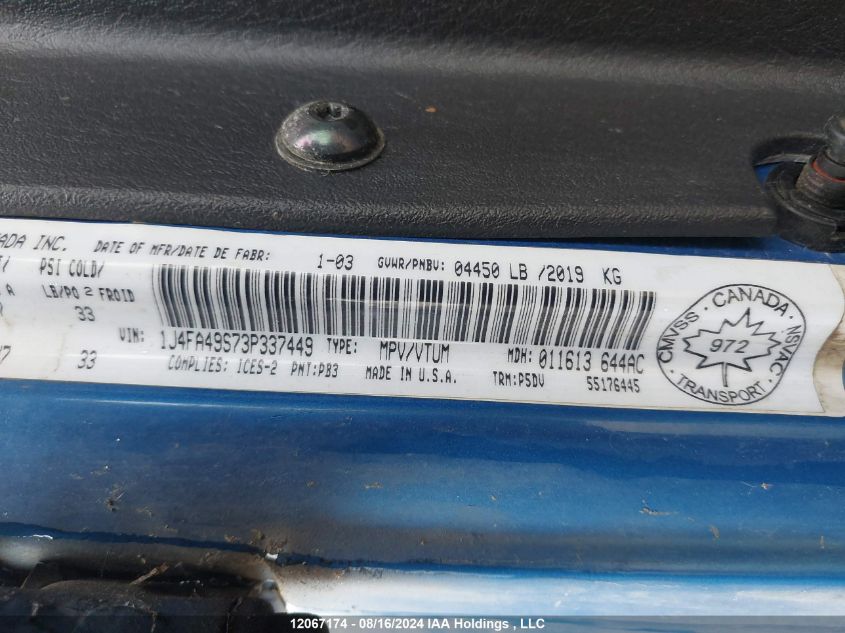 ADA INC. DATE OF MFR/DATE DE FABR: 1-03 GVWR/PNBV: 04450 LB /2019 KG
PSI COLD/
LB/PO 2 FROID
33
VIN: 1J4FA49S73P337449 TYPE: MPV/VTUM MDH: 011613 644AC
33 COMPLIES: ICES-2 PNT:PB3 MADE IN U.S.A. TRM:P5DV 55176445
CMVSS · CANADA · NSVAC
972
TRANSPORT
12067174 - 08/16/2024 IAA Holdings , LLC